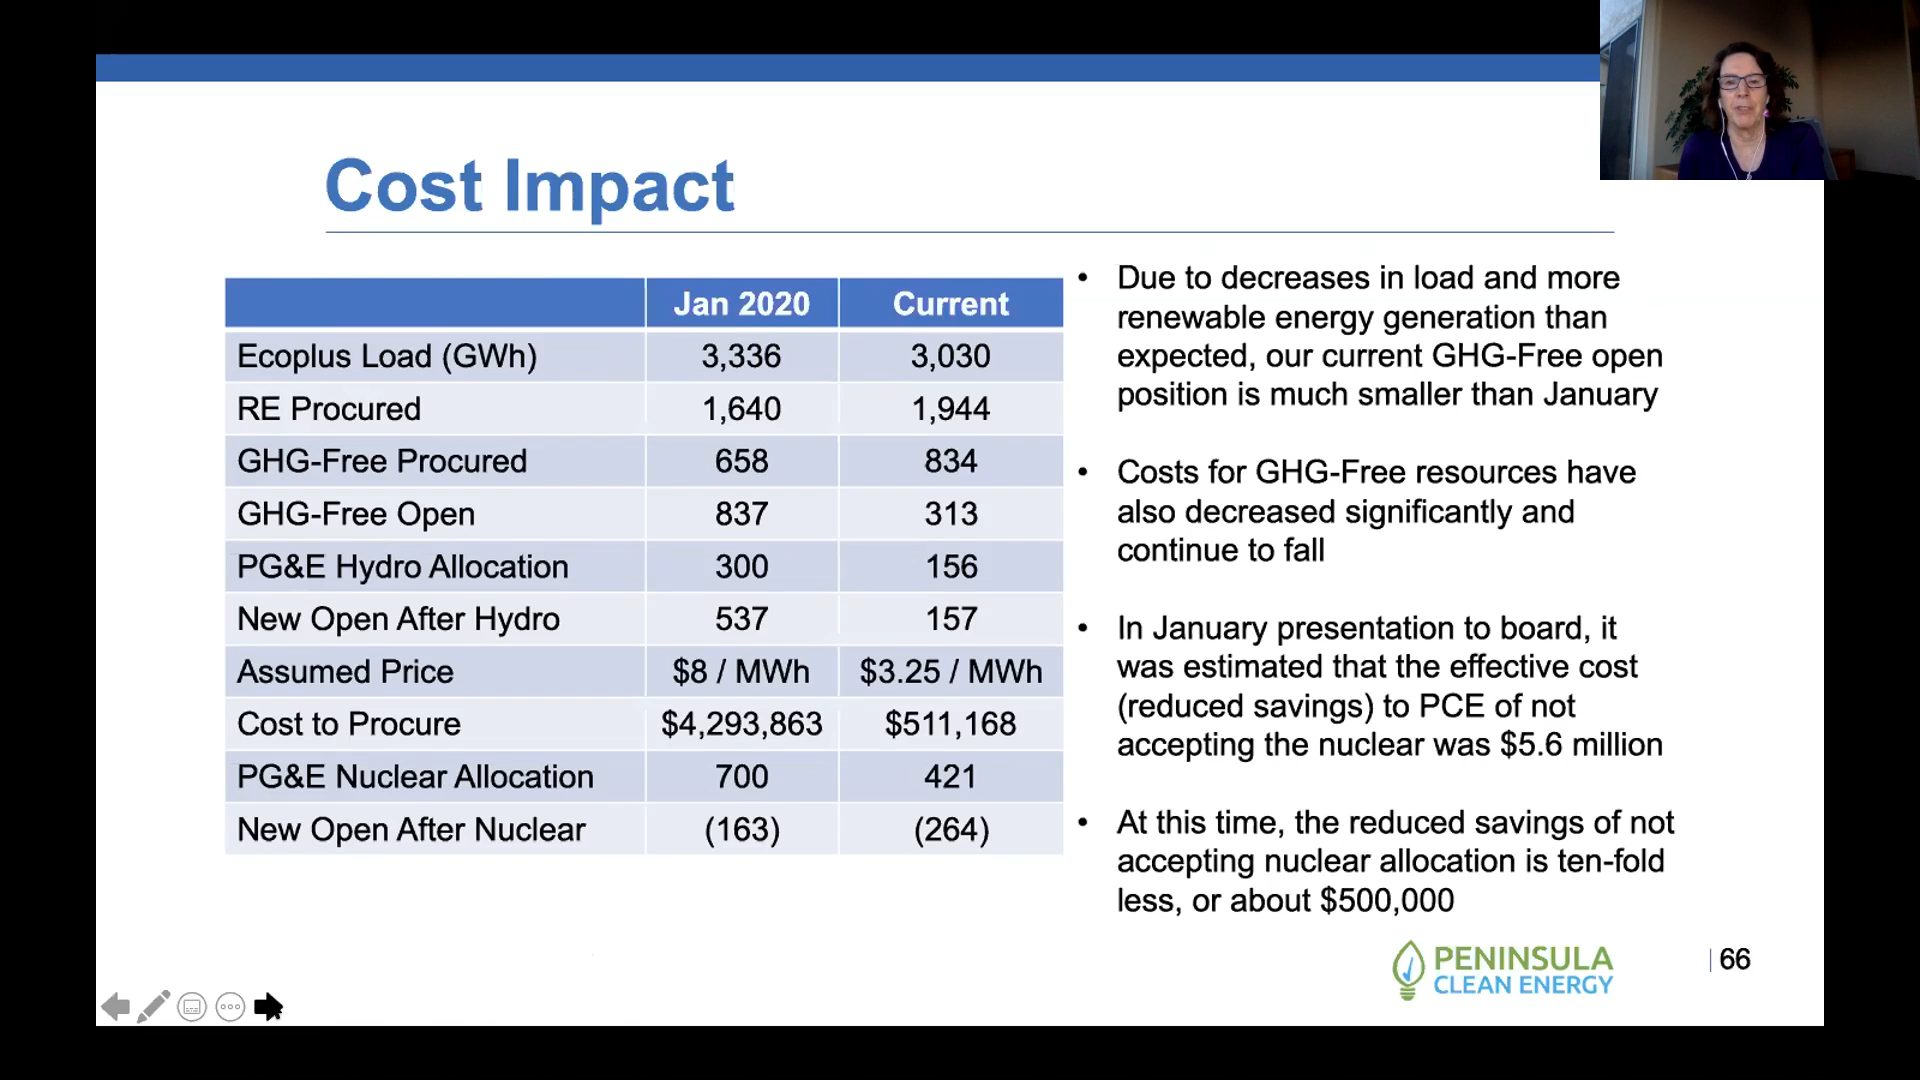 Cost Impact
Jan 2020 Current
Ecoplus Load (GWh) 3,336 3,030
RE Procured 1,640 1,944
GHG-Free Procured 658 834
GHG-Free Open 837 313
PG&E Hydro Allocation 300 156
New Open After Hydro 537 157
Assumed Price $8 / MWh $3.25 / MWh
Cost to Procure $4,293,863 $511,168
PG&E Nuclear Allocation 700 421
New Open After Nuclear (163) (264)
• Due to decreases in load and more
renewable energy generation than
expected, our current GHG-Free open
position is much smaller than January
• Costs for GHG-Free resources have
also decreased significantly and
continue to fall
• In January presentation to board, it
was estimated that the effective cost
(reduced savings) to PCE of not
accepting the nuclear was $5.6 million
• At this time, the reduced savings of not
accepting nuclear allocation is ten-fold
less, or about $500,000
PENINSULA
CLEAN ENERGY
66